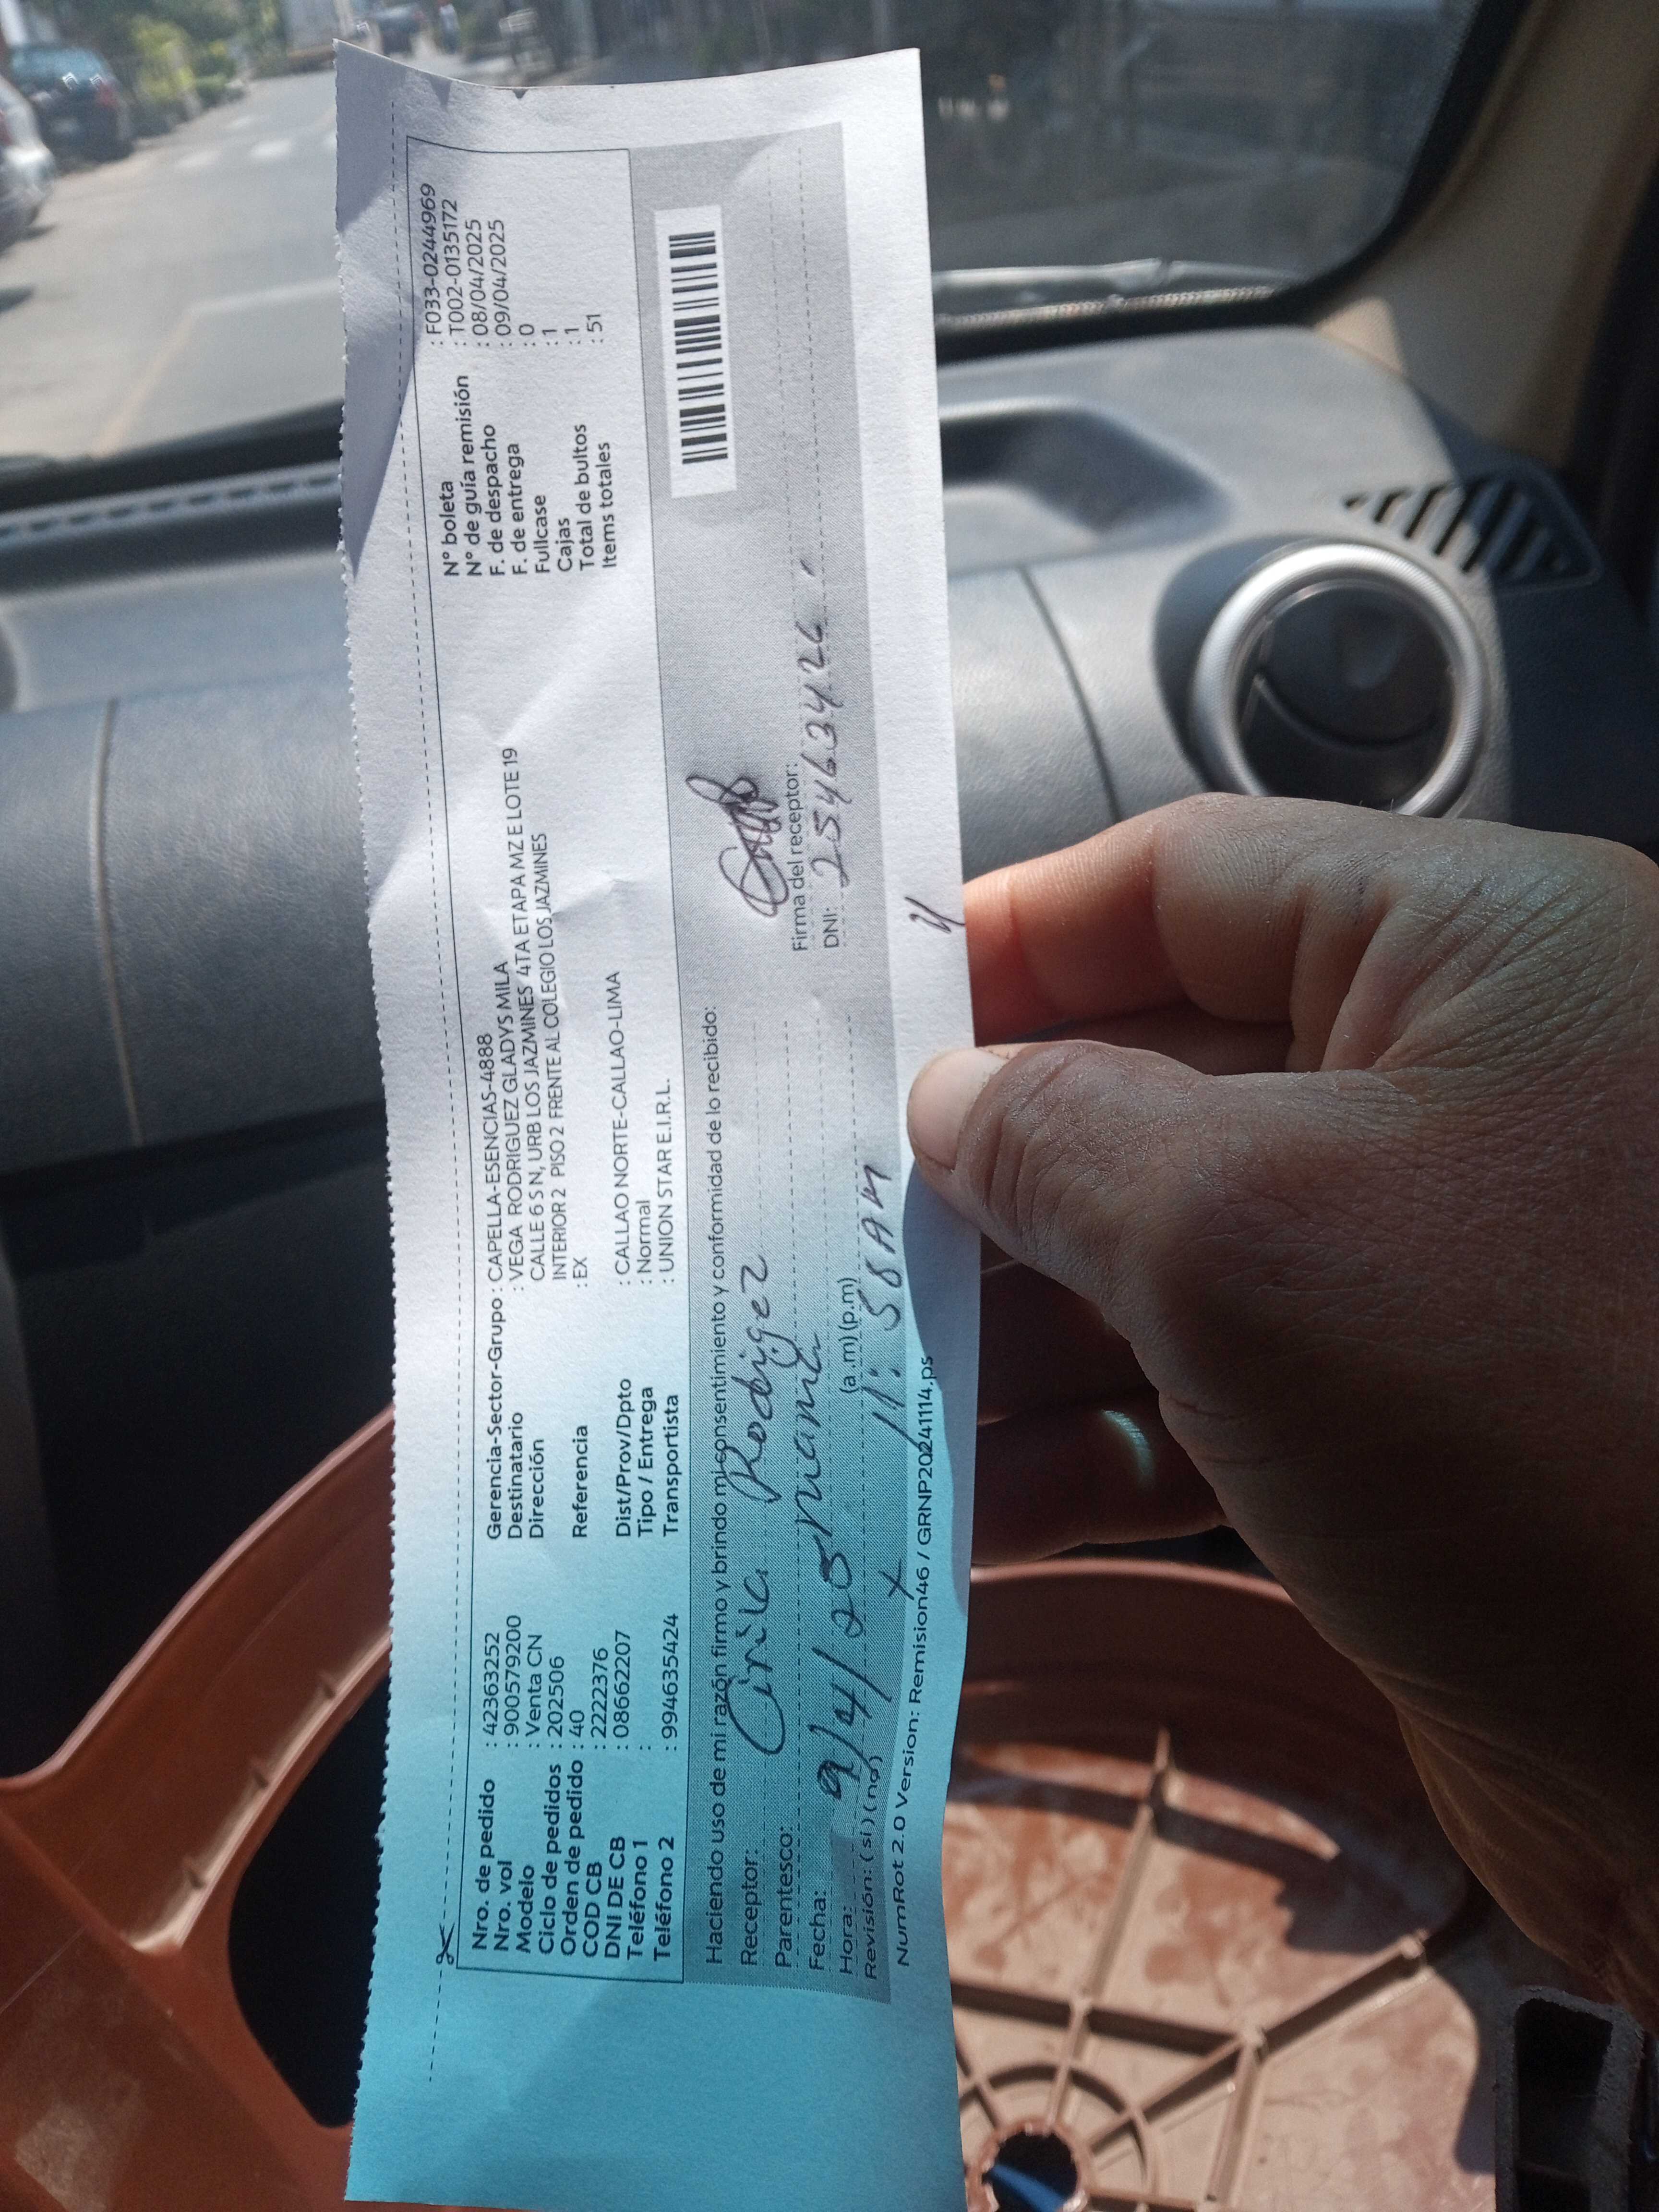 Nro. de pedido : 42363252
Nro. vol : 900579200
Modelo : Venta CN
Ciclo de pedidos : 202506
Orden de pedido : 40
COD CB : 2222376
DNI DE CB : 08662207
Teléfono 1 :
Teléfono 2 : 994635424
Gerencia-Sector-Grupo : CAPELLA-ESENCIAS-4888
Destinatario : VEGA RODRIGUEZ GLADYS MILA
Dirección CALLE 6 S N, URB LOS JAZMINES 4TA ETAPA MZ E LOTE 19
INTERIOR 2 PISO 2 FRENTE AL COLEGIO LOS JAZMINES
Referencia : EX
Dist/Prov/Dpto : CALLAO NORTE-CALLAO-LIMA
Tipo / Entrega : Normal
Transportista : UNION STAR E.I.R.L.
N° boleta : F033-0244969
N° de guía remisión : T002-0135172
F. de despacho : 08/04/2025
F. de entrega : 09/04/2025
Fullcase : 0
Cajas : 1
Total de bultos : 1
Items totales : 51
Haciendo uso de mi razón firmo y brindo mi consentimiento y conformidad de lo recibido:
Receptor: Cirila Rodrigez
Parentesco: mamá
Fecha: 9/4/25
Hora: (a.m) (p.m) 11:58 AM
Revisión: ( si ) ( no ) x
Firma del receptor:
DNI: 25463426
NumRot 2.0 Version: Remision46 / GRNP20241114.ps